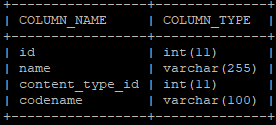 +-----------------+--------------+
| COLUMN_NAME     | COLUMN_TYPE  |
+-----------------+--------------+
| id              | int(11)      |
| name            | varchar(255) |
| content_type_id | int(11)      |
| codename        | varchar(100) |
+-----------------+--------------+